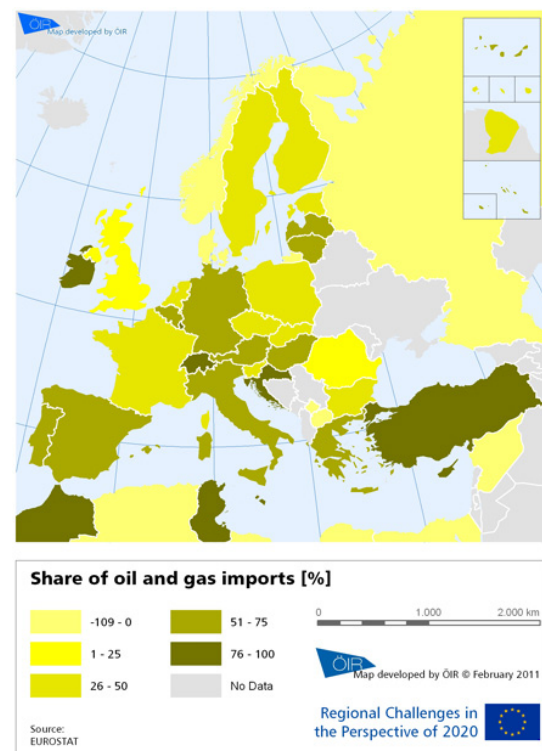 ÖIR
Map developed by ÖIR
Share of oil and gas imports [%]
-109 - 0
1 - 25
26 - 50
51 - 75
76 - 100
No Data
0
1.000
2.000 km
ÖIR
Map developed by ÖIR © February 2011
Source:
EUROSTAT
Regional Challenges in
the Perspective of 2020